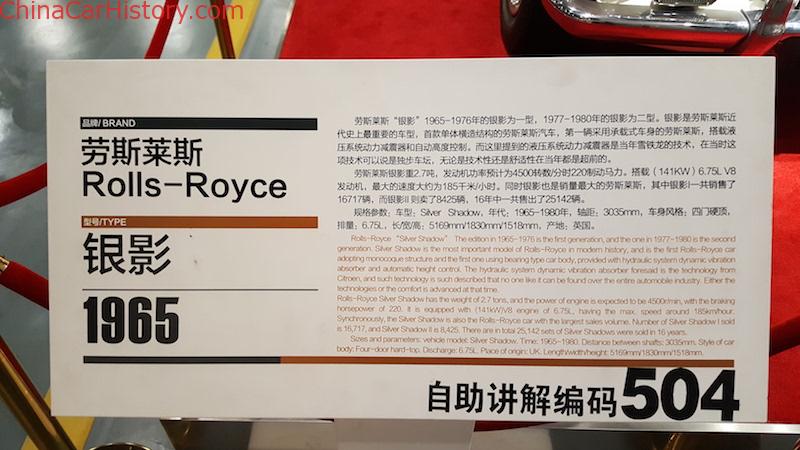 ChinaCarHistory.com
品牌/ BRAND
劳斯莱斯
Rolls-Royce
型号/TYPE
银影
1965
劳斯莱斯“银影”1965-1976年的银影为一型，1977-1980年的银影为二型。银影是劳斯莱斯近
代史上最重要的车型，首款单体横造结构的劳斯莱斯汽车，第一辆采用承载式车身的劳斯莱斯，搭载液
压系统动力减震器和自动高度控制。而这里提到的液压系统动力减震器是当年雪铁龙的技术，在当时这
项技术可以说是独步车坛，无论是技术性还是舒适性在当年都是超前的。
劳斯莱斯银影重2.7吨，发动机功率预计为4500转数/分时220制动马力。搭载（141KW）6.75L V8
发动机，最大的速度大约为185千米/小时。同时银影也是销量最大的劳斯莱斯，其中银影I一共销售了
16717辆，而银影II 则卖了8425辆，16年中一共售出了25142辆。
规格参数：车型：Silver Shadow，年代：1965-1980年，轴距：3035mm，车身风格：四门硬顶，
排量：6.75L，长/宽/高：5169mm/1830mm/1518mm，产地：英国。
Rolls-Royce “Silver Shadow” The edition in 1965-1976 is the first generation, and the one in 1977-1980 is the second
generation. Silver Shadow is the most important model of Rolls-Royce in modern history, and is the first Rolls-Royce car
adopting monocoque structure and the first one using bearing type car body, provided with hydraulic system dynamic vibration
absorber and automatic height control. The hydraulic system dynamic vibration absorber foresaid is the technology from
Citroen, and such technology is such described that no one like it can be found over the entire automobile industry. Either the
technologies or the comfort is advanced at that time.
Rolls-Royce Silver Shadow has the weight of 2.7 tons, and the power of engine is expected to be 4500r/min, with the braking
horsepower of 220. It is equipped with (141kW)V8 engine of 6.75L, having the max. speed around 185km/hour.
Synchronously, the Silver Shadow is also the Rolls-Royce car with the largest sales volume. Number of Silver Shadow I sold
is 16,717, and Silver Shadow II is 8,425. There are in total 25,142 sets of Silver Shadows were sold in 16 years.
Sizes and parameters: vehicle model: Silver Shadow. Time: 1965-1980. Distance between shafts: 3035mm. Style of car
body: Four-door hard-top. Discharge: 6.75L. Place of origin: UK. Length/width/height: 5169mm/1830mm/1518mm.
自助讲解编码504